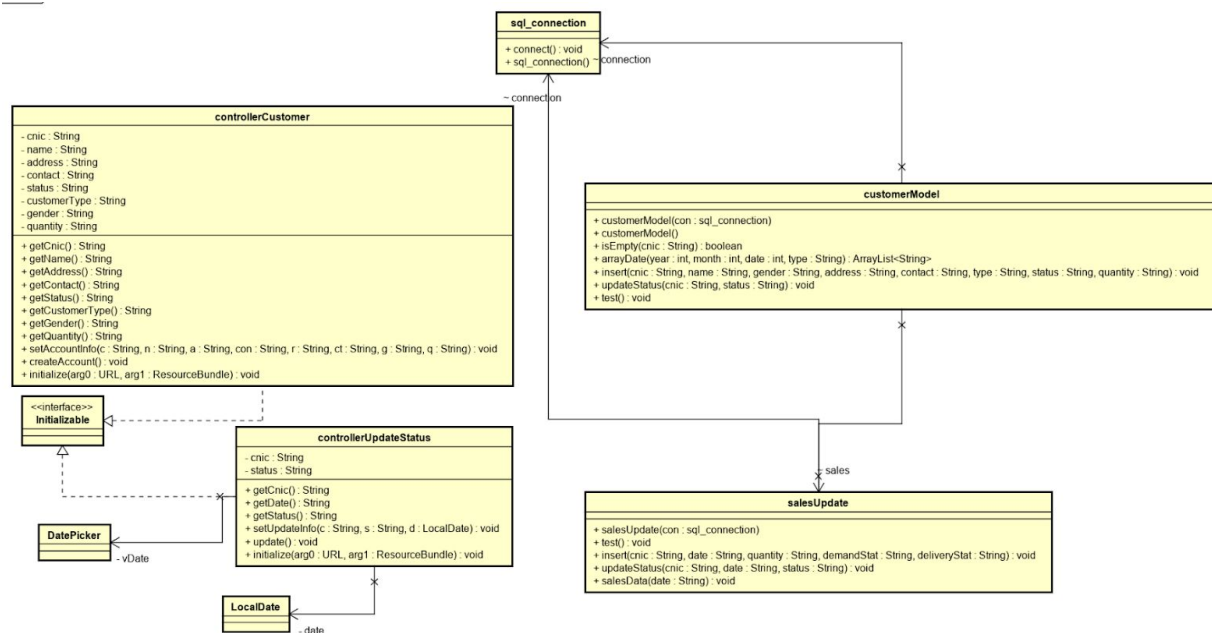 sql_connection
+ connect() : void
+ sql_connection()
~ connection
~ connection
controllerCustomer
- cnic : String
- name : String
- address : String
- contact : String
- status : String
- customerType : String
- gender : String
- quantity : String
+ getCnic() : String
+ getName() : String
+ getAddress() : String
+ getContact() : String
+ getStatus() : String
+ getCustomerType() : String
+ getGender() : String
+ getQuantity() : String
+ setAccountInfo(c : String, n : String, a : String, con : String, r : String, ct : String, g : String, q : String) : void
+ createAccount() : void
+ initialize(arg0 : URL, arg1 : ResourceBundle) : void
customerModel
+ customerModel(con : sql_connection)
+ customerModel()
+ isEmpty(cnic : String) : boolean
+ arrayDate(year : int, month : int, date : int, type : String) : ArrayList<String>
+ insert(cnic : String, name : String, gender : String, address : String, contact : String, type : String, status : String, quantity : String) : void
+ updateStatus(cnic : String, status : String) : void
+ test() : void
<<interface>>
Initializable
controllerUpdateStatus
- cnic : String
- status : String
+ getCnic() : String
+ getDate() : String
+ getStatus() : String
+ setUpdateInfo(c : String, s : String, d : LocalDate) : void
+ update() : void
+ initialize(arg0 : URL, arg1 : ResourceBundle) : void
~ sales
salesUpdate
+ salesUpdate(con : sql_connection)
+ test() : void
+ insert(cnic : String, date : String, quantity : String, demandStat : String, deliveryStat : String) : void
+ updateStatus(cnic : String, date : String, status : String) : void
+ salesData(date : String) : void
DatePicker
- vDate
LocalDate
- date